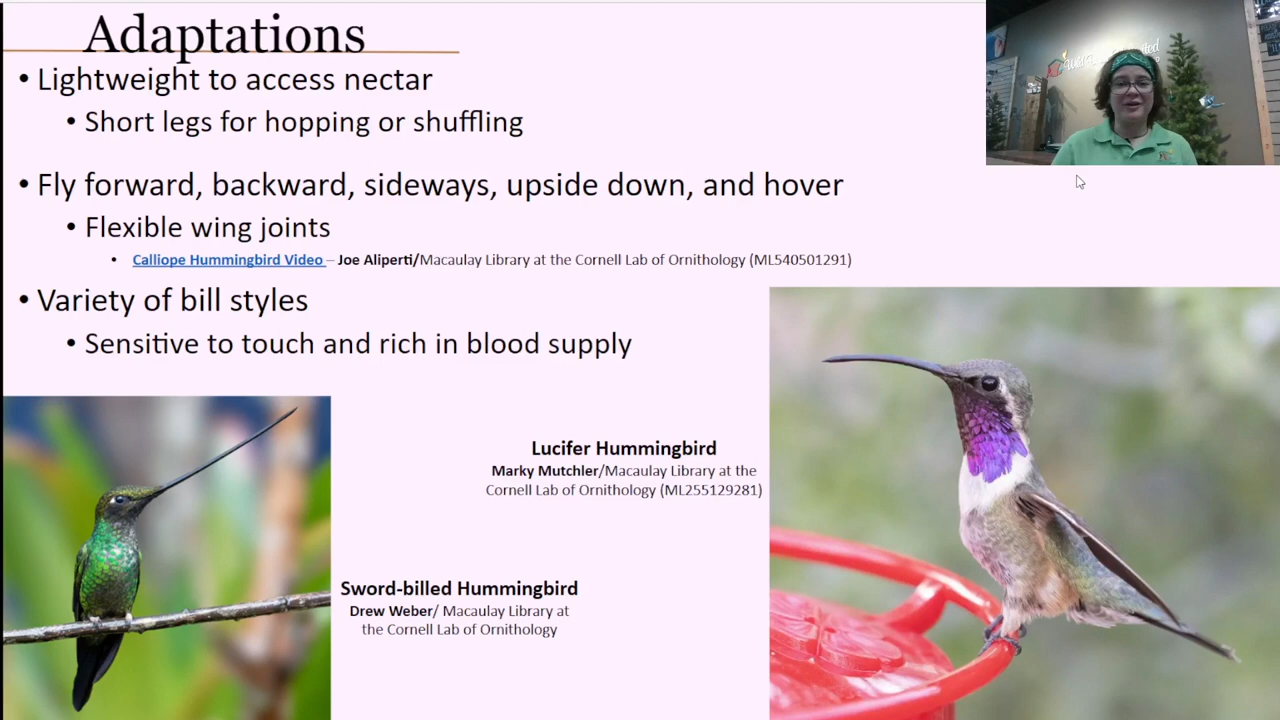 Adaptations
• Lightweight to access nectar
• Short legs for hopping or shuffling
• Fly forward, backward, sideways, upside down, and hover
• Flexible wing joints
• Calliope Hummingbird Video – Joe Aliperti/Macaulay Library at the Cornell Lab of Ornithology (ML540501291)
• Variety of bill styles
• Sensitive to touch and rich in blood supply
Lucifer Hummingbird
Marky Mutchler/Macaulay Library at the
Cornell Lab of Ornithology (ML255129281)
Sword-billed Hummingbird
Drew Weber/ Macaulay Library at
the Cornell Lab of Ornithology